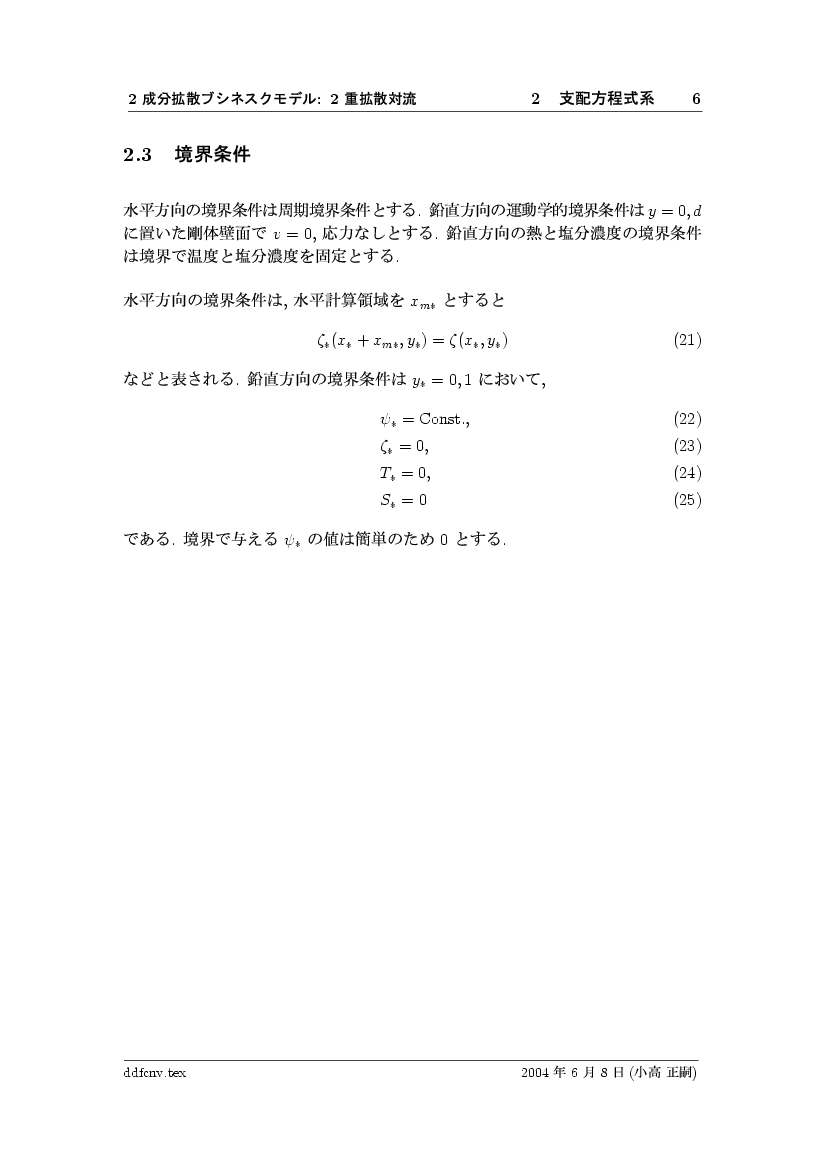 2 成分拡散ブシネスクモデル: 2 重拡散対流 2 支配方程式系 6
2.3 境界条件
水平方向の境界条件は周期境界条件とする. 鉛直方向の運動学的境界条件は y = 0, d
に置いた剛体壁面で v = 0, 応力なしとする. 鉛直方向の熱と塩分濃度の境界条件
は境界で温度と塩分濃度を固定とする.
水平方向の境界条件は, 水平計算領域を x_{m*} とすると
ζ_*(x_* + x_{m*}, y_*) = ζ(x_*, y_*) (21)
などと表される. 鉛直方向の境界条件は y_* = 0, 1 において,
ψ_* = Const., (22)
ζ_* = 0, (23)
T_* = 0, (24)
S_* = 0 (25)
である. 境界で与える ψ_* の値は簡単のため 0 とする.
ddfcnv.tex 2004 年 6 月 8 日 (小高 正嗣)